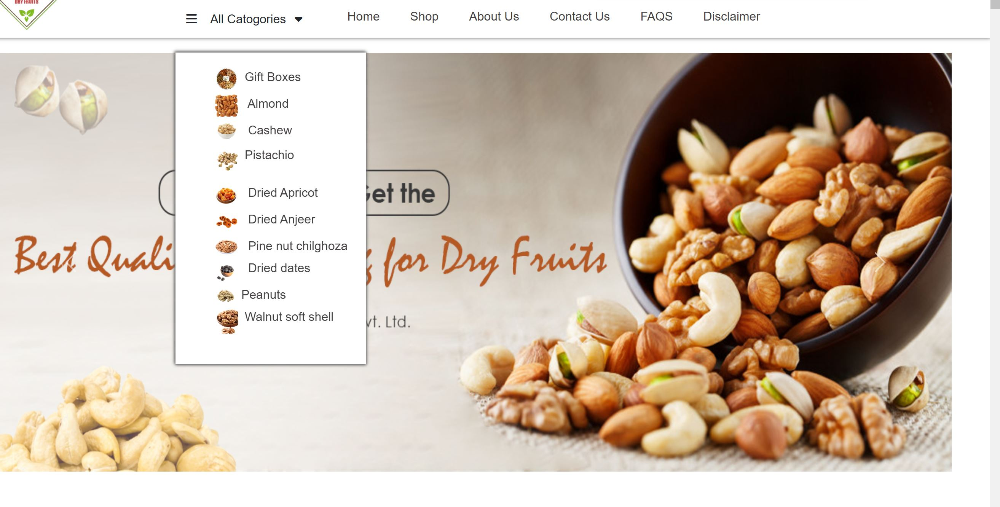 DRY FRUITS
All Catogories
Home
Shop
About Us
Contact Us
FAQS
Disclaimer
Gift Boxes
Almond
Cashew
Pistachio
Dried Apricot
Dried Anjeer
Pine nut chilghoza
Dried dates
Peanuts
Walnut soft shell
Get the
Best Quali for Dry Fruits
vt. Ltd.